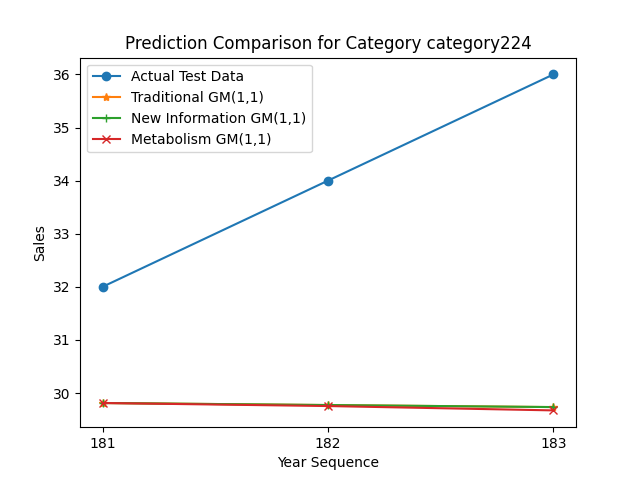 Prediction Comparison for Category category224
Actual Test Data
Traditional GM(1,1)
New Information GM(1,1)
Metabolism GM(1,1)
36
35
34
33
32
31
30
Sales
181
182
183
Year Sequence